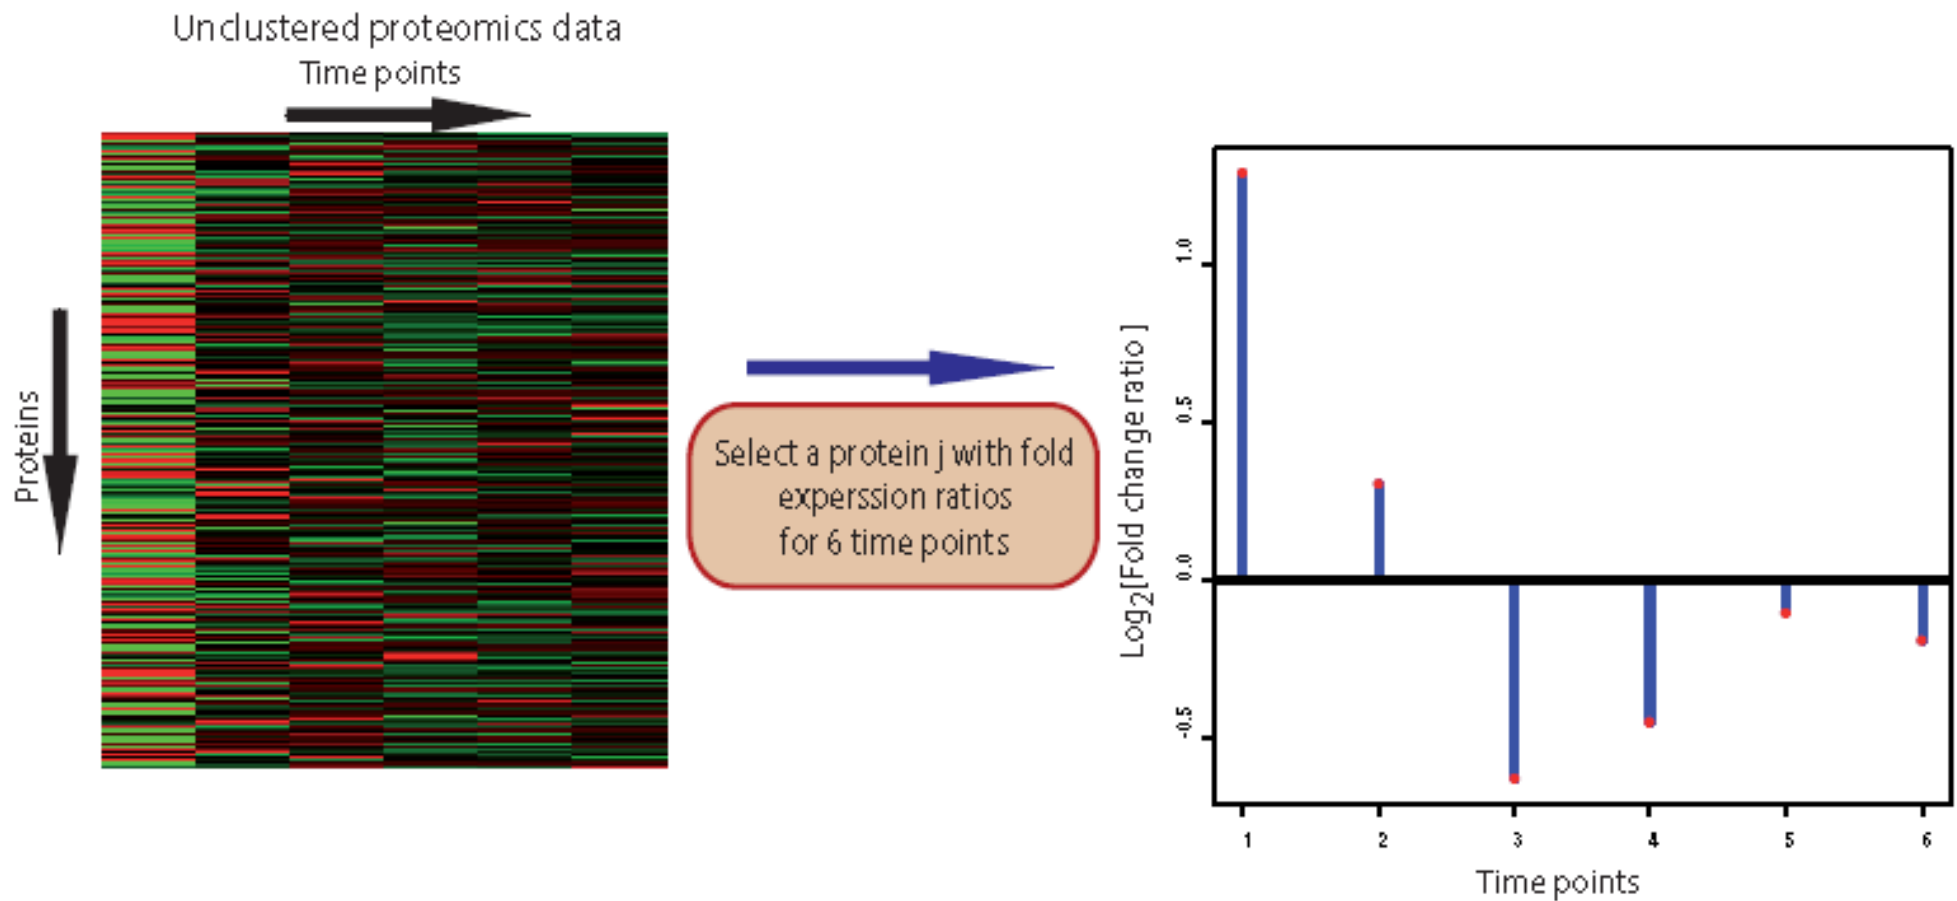 Unclustered proteomics data
Time points
Proteins
Select a protein j with fold
experssion ratios
for 6 time points
Log2[Fold change ratio]
1.0
0.5
0.0
-0.5
1 2 3 4 5 6
Time points